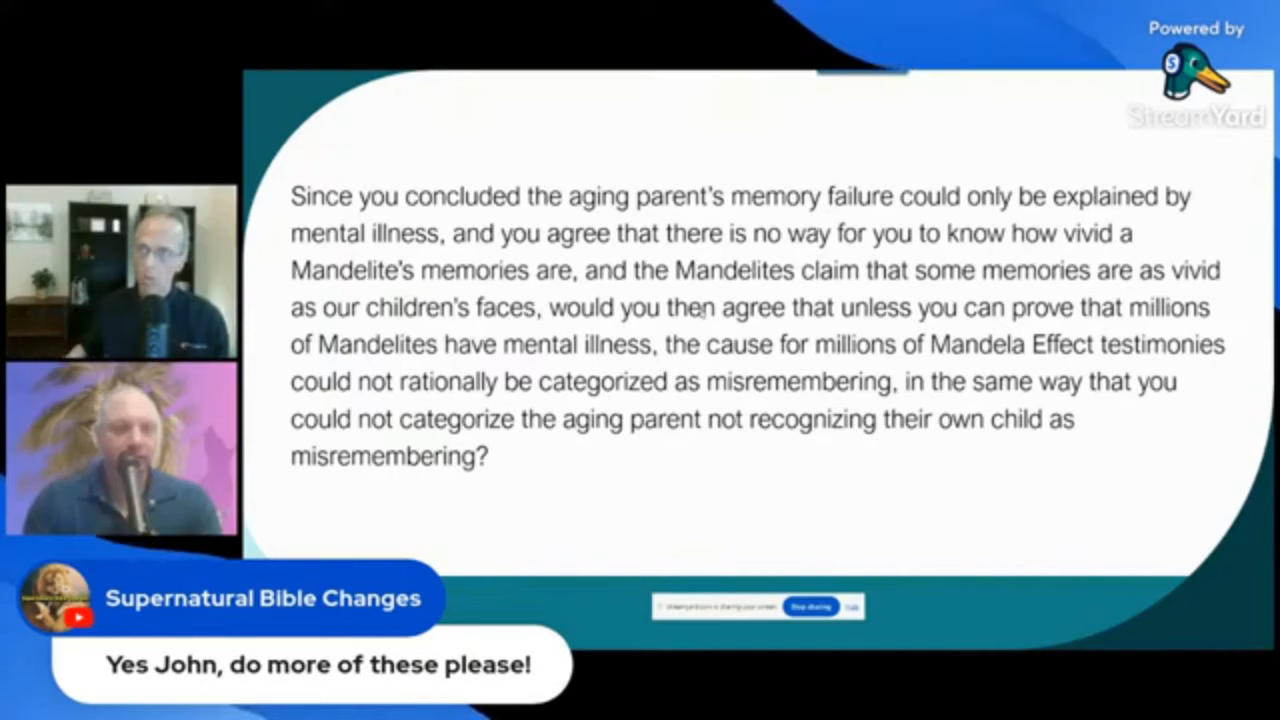 Powered by
StreamYard
Since you concluded the aging parent's memory failure could only be explained by
mental illness, and you agree that there is no way for you to know how vivid a
Mandelite's memories are, and the Mandelites claim that some memories are as vivid
as our children's faces, would you then agree that unless you can prove that millions
of Mandelites have mental illness, the cause for millions of Mandela Effect testimonies
could not rationally be categorized as misremembering, in the same way that you
could not categorize the aging parent not recognizing their own child as
misremembering?
Stop sharing
Supernatural Bible Changes
Yes John, do more of these please!